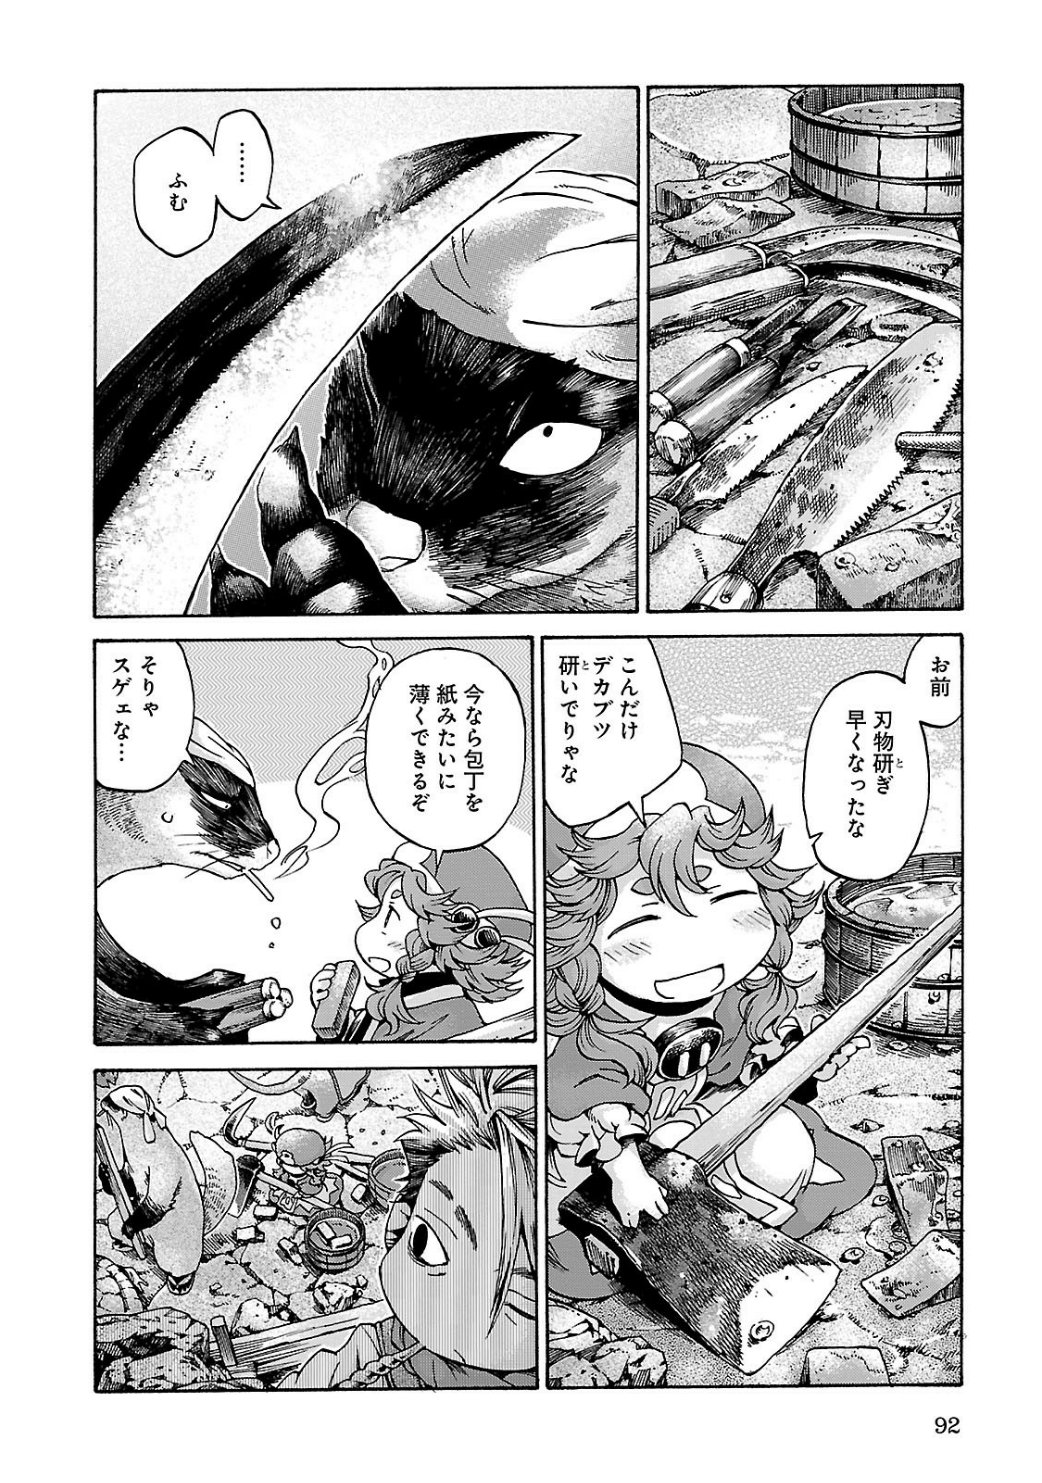 ……
ふむ
お前
刃物研ぎ
早くなったな
こんだけ
デカブツ
研いでりゃな
今なら包丁を
紙みたいに
薄くできるぞ
そりゃ
スゲェな…
92